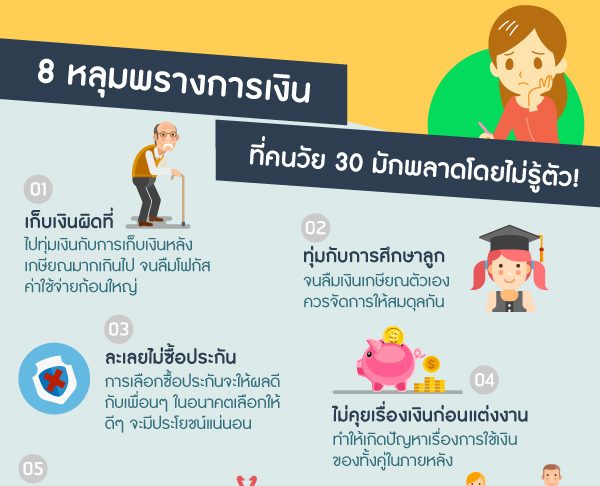 8 หลุมพรางการเงิน
ที่คนวัย 30 มักพลาดโดยไม่รู้ตัว!
01
เก็บเงินผิดที่
ไปทุ่มเงินกับการเก็บเงินหลัง
เกษียณมากเกินไป จนลืมโฟกัส
ค่าใช้จ่ายก้อนใหญ่
02
ทุ่มกับการศึกษาลูก
จนลืมเงินเกษียณตัวเอง
ควรจัดการให้สมดุลกัน
03
ละเลยไม่ซื้อประกัน
การเลือกซื้อประกันจะให้ผลดี
กับเพื่อนๆ ในอนาคตเลือกให้
ดีๆ จะมีประโยชน์แน่นอน
04
ไม่คุยเรื่องเงินก่อนแต่งงาน
ทำให้เกิดปัญหาเรื่องการใช้เงิน
ของทั้งคู่ในภายหลัง
05